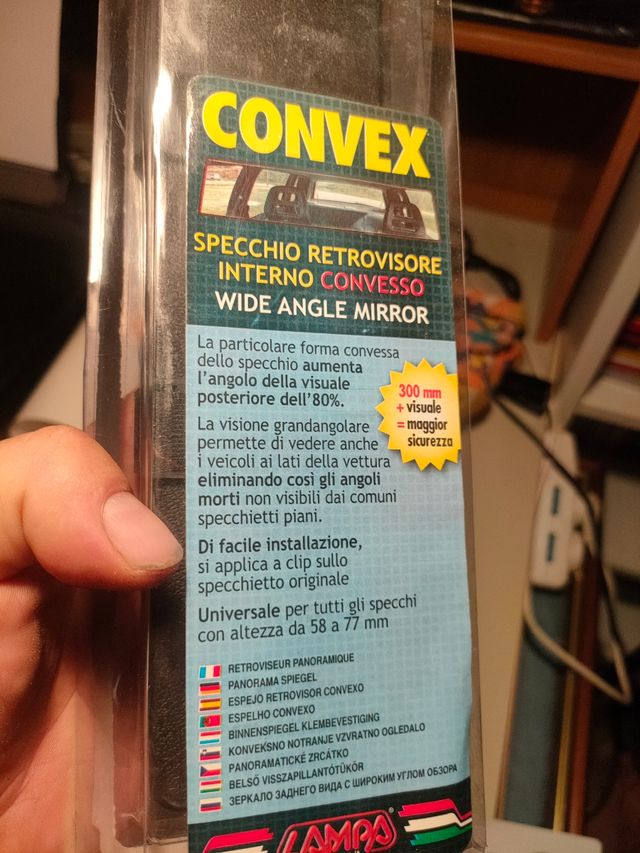 CONVEX
SPECCHIO RETROVISORE
INTERNO CONVESSO
WIDE ANGLE MIRROR
La particolare forma convessa
dello specchio aumenta
l'angolo della visuale
posteriore dell'80%.
300 mm
+ visuale
= maggior
sicurezza
La visione grandangolare
permette di vedere anche
i veicoli ai lati della vettura
eliminando così gli angoli
morti non visibili dai comuni
specchietti piani.
Di facile installazione,
si applica a clip sullo
specchietto originale
Universale per tutti gli specchi
con altezza da 58 a 77 mm
RETROVISEUR PANORAMIQUE
PANORAMA SPIEGEL
ESPEJO RETROVISOR CONVEXO
ESPELHO CONVEXO
BINNENSPIEGEL KLEMBEVESTIGING
KONVEKSNO NOTRANJE VZVRATNO OGLEDALO
PANORAMATICKÉ ZRCÁTKO
BELSŐ VISSZAPILLANTÓTÜKÖR
ЗЕРКАЛО ЗАДНЕГО ВИДА С ШИРОКИМ УГЛОМ ОБЗОРА
LAMPA